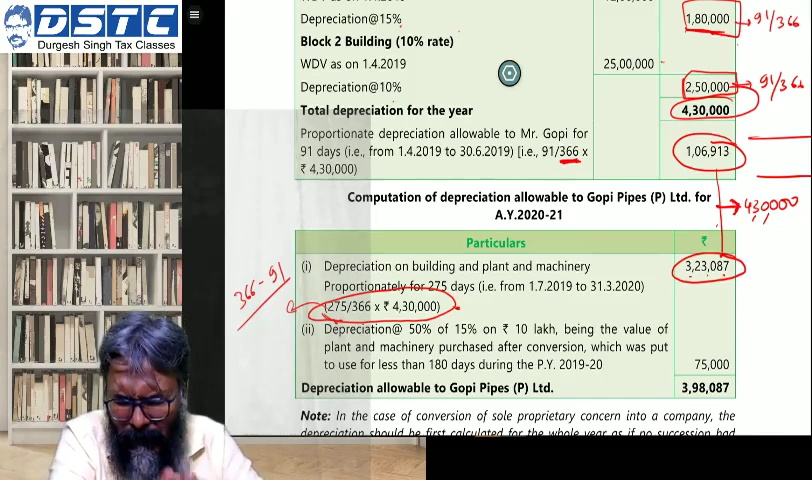 DSTC
Durgesh Singh Tax Classes
Depreciation@15% 1,80,000 91/366
Block 2 Building (10% rate)
WDV as on 1.4.2019 25,00,000
Depreciation@10% 2,50,000 91/366
Total depreciation for the year 4,30,000
Proportionate depreciation allowable to Mr. Gopi for
91 days (i.e., from 1.4.2019 to 30.6.2019) [i.e., 91/366 x 1,06,913
₹ 4,30,000)
430000
Computation of depreciation allowable to Gopi Pipes (P) Ltd. for
A.Y.2020-21
Particulars ₹
(i) Depreciation on building and plant and machinery 3,23,087
Proportionately for 275 days (i.e. from 1.7.2019 to 31.3.2020)
366-91
(275/366 x ₹ 4,30,000)
(ii) Depreciation@ 50% of 15% on ₹ 10 lakh, being the value of
plant and machinery purchased after conversion, which was put
to use for less than 180 days during the P.Y. 2019-20 75,000
Depreciation allowable to Gopi Pipes (P) Ltd. 3,98,087
Note: In the case of conversion of sole proprietary concern into a company, the
depreciation should be first calculated for the whole year as if no succession had